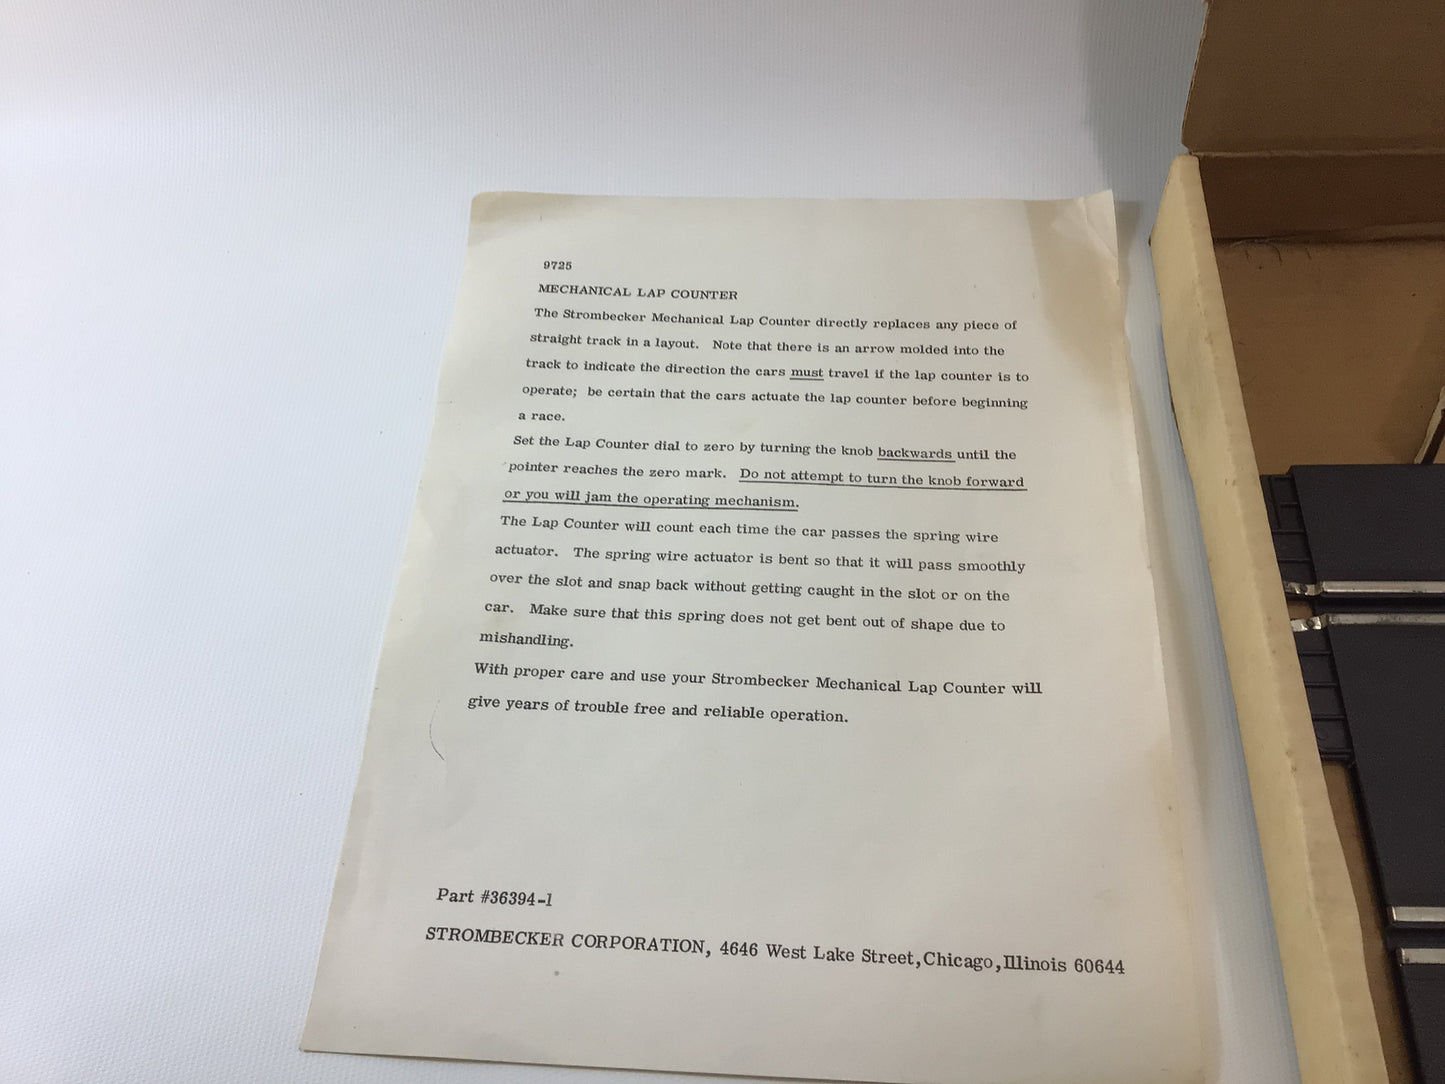 9725
MECHANICAL LAP COUNTER
The Strombecker Mechanical Lap Counter directly replaces any piece of
straight track in a layout. Note that there is an arrow molded into the
track to indicate the direction the cars must travel if the lap counter is to
operate; be certain that the cars actuate the lap counter before beginning
a race.
Set the Lap Counter dial to zero by turning the knob backwards until the
pointer reaches the zero mark. Do not attempt to turn the knob forward
or you will jam the operating mechanism.
The Lap Counter will count each time the car passes the spring wire
actuator. The spring wire actuator is bent so that it will pass smoothly
over the slot and snap back without getting caught in the slot or on the
car. Make sure that this spring does not get bent out of shape due to
mishandling.
With proper care and use your Strombecker Mechanical Lap Counter will
give years of trouble free and reliable operation.
Part #36394-1
STROMBECKER CORPORATION, 4646 West Lake Street,Chicago,Illinois 60644